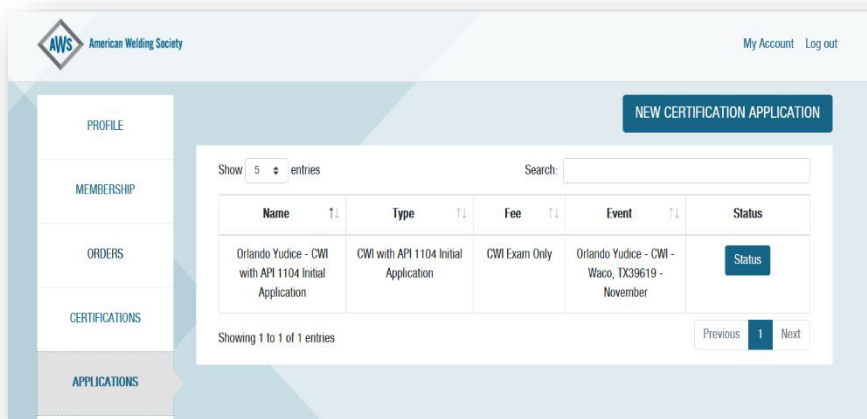 AWS American Welding Society
My Account Log out
PROFILE
MEMBERSHIP
ORDERS
CERTIFICATIONS
APPLICATIONS
NEW CERTIFICATION APPLICATION
Show 5 entries
Search:
Name Type Fee Event Status
Orlando Yudice - CWI
with API 1104 Initial
Application
CWI with API 1104 Initial
Application
CWI Exam Only
Orlando Yudice - CWI -
Waco, TX39619 -
November
Status
Showing 1 to 1 of 1 entries
Previous 1 Next